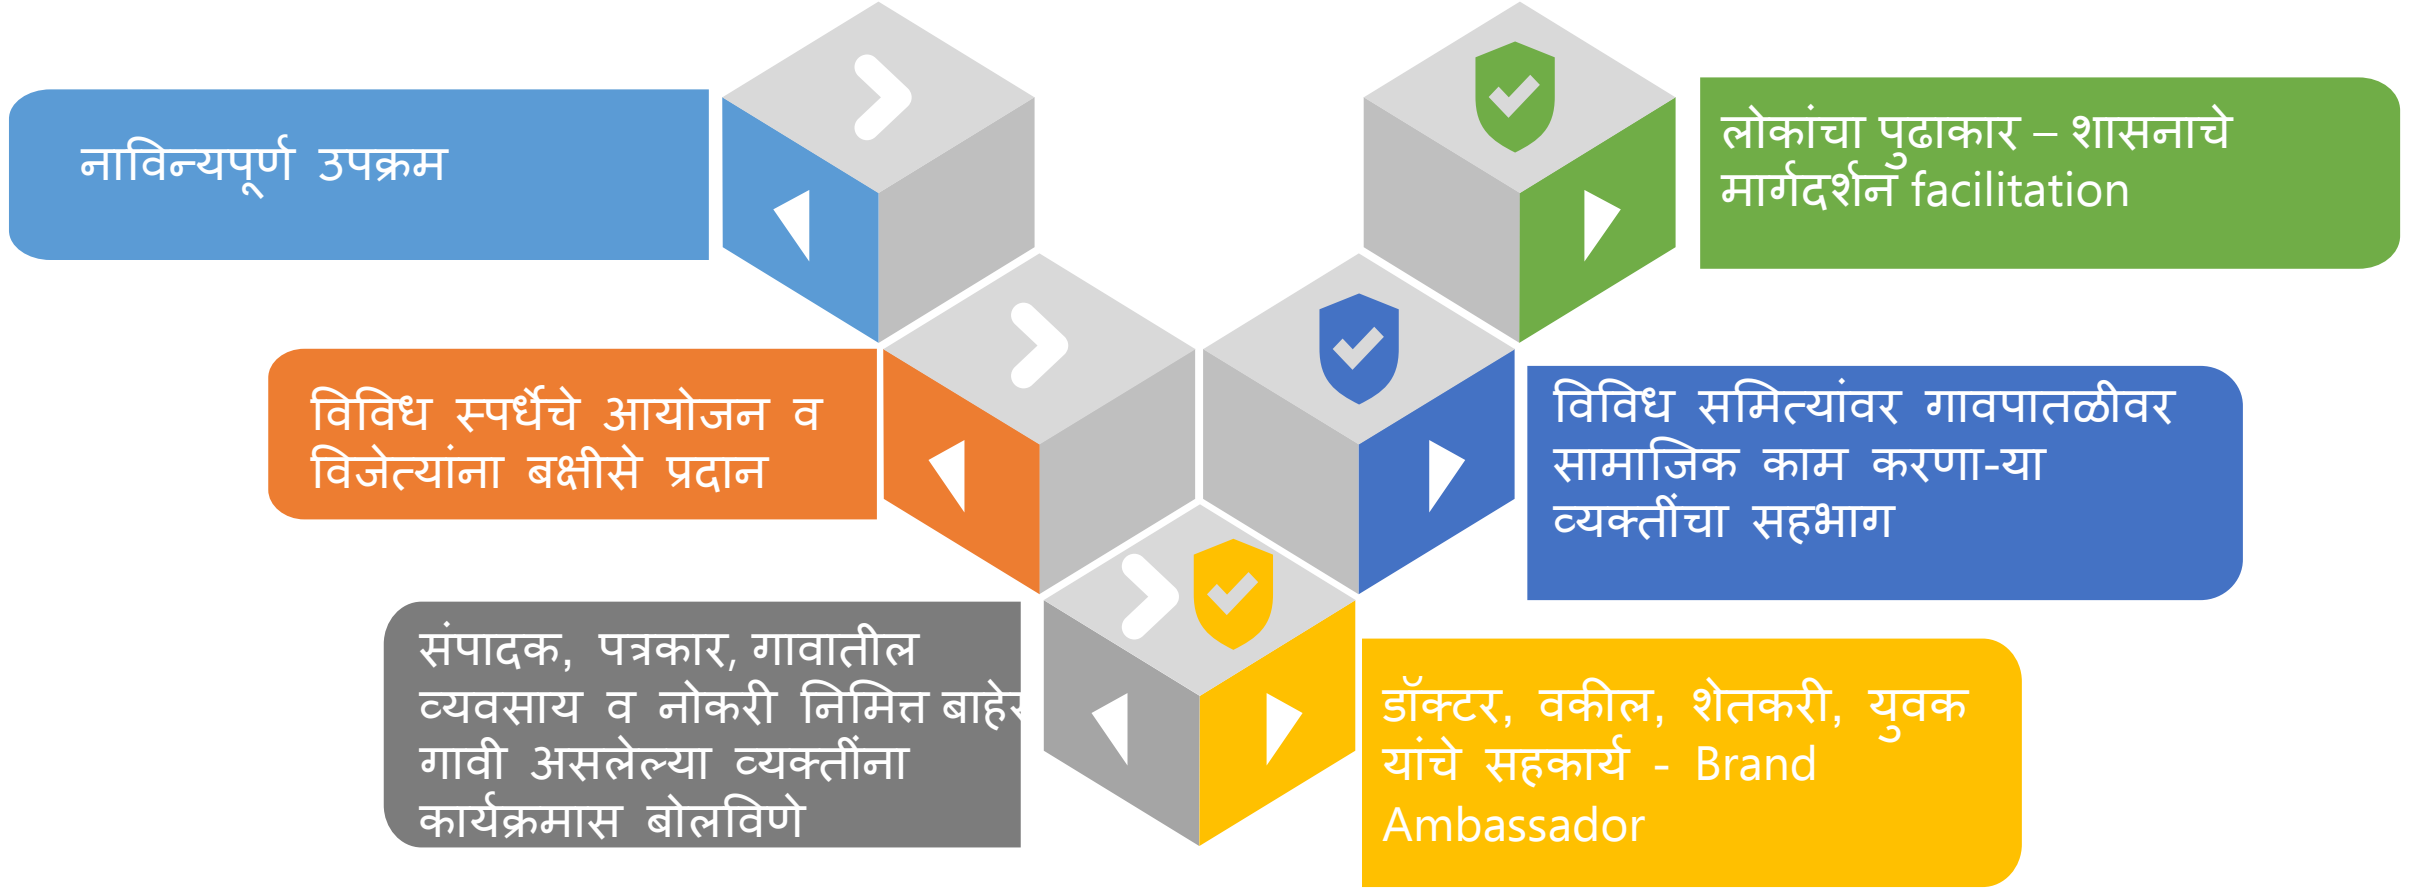 नाविन्यपूर्ण उपक्रम
विविध स्पर्धेचे आयोजन व
विजेत्यांना बक्षीसे प्रदान
संपादक, पत्रकार, गावातील
व्यवसाय व नोकरी निमित्त बाहेर
गावी असलेल्या व्यक्तींना
कार्यक्रमास बोलविणे
लोकांचा पुढाकार – शासनाचे
मार्गदर्शन facilitation
विविध समित्यांवर गावपातळीवर
सामाजिक काम करणा-या
व्यक्तींचा सहभाग
डॉक्टर, वकील, शेतकरी, युवक
यांचे सहकार्य - Brand
Ambassador